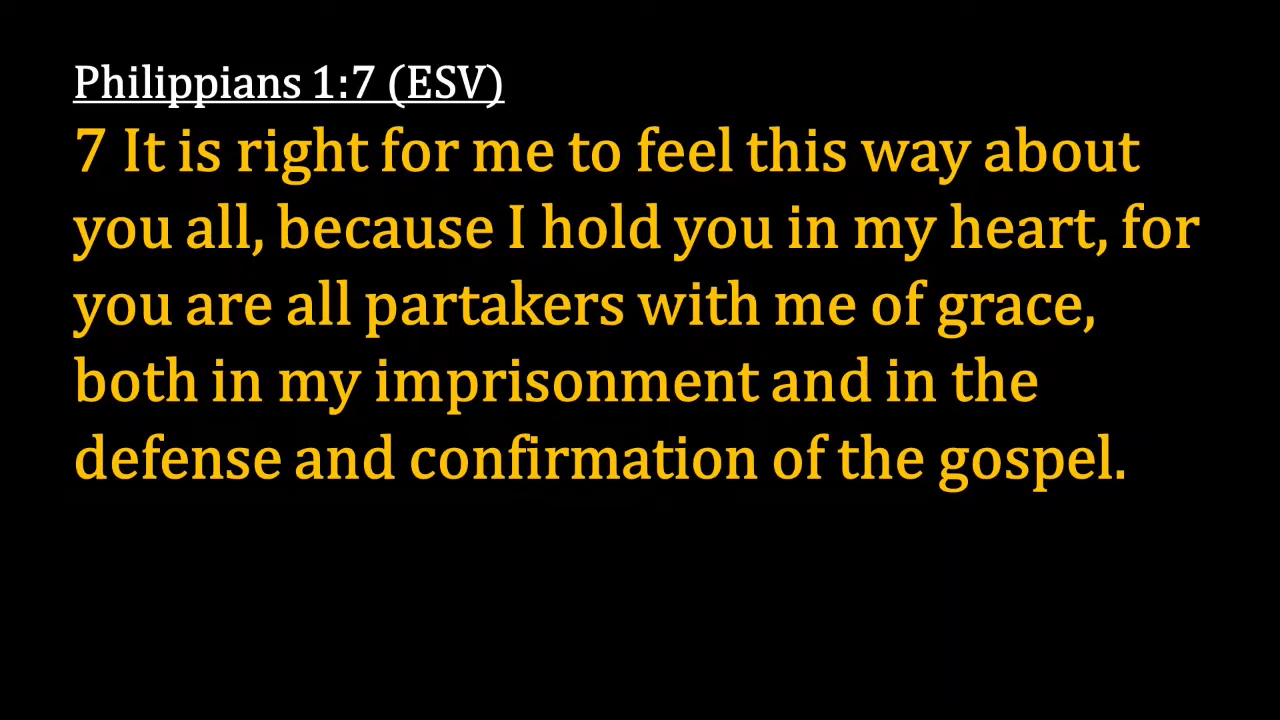 Philippians 1:7 (ESV)
7 It is right for me to feel this way about
you all, because I hold you in my heart, for
you are all partakers with me of grace,
both in my imprisonment and in the
defense and confirmation of the gospel.